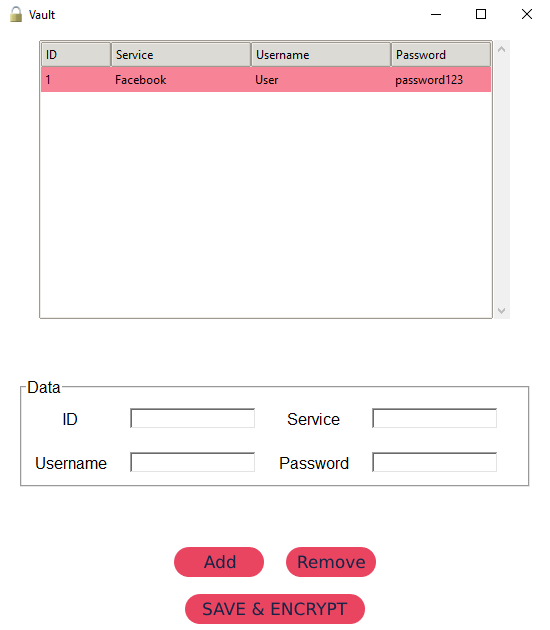 Vault
ID Service Username Password
1 Facebook User password123
Data
ID Service
Username Password
Add Remove
SAVE & ENCRYPT